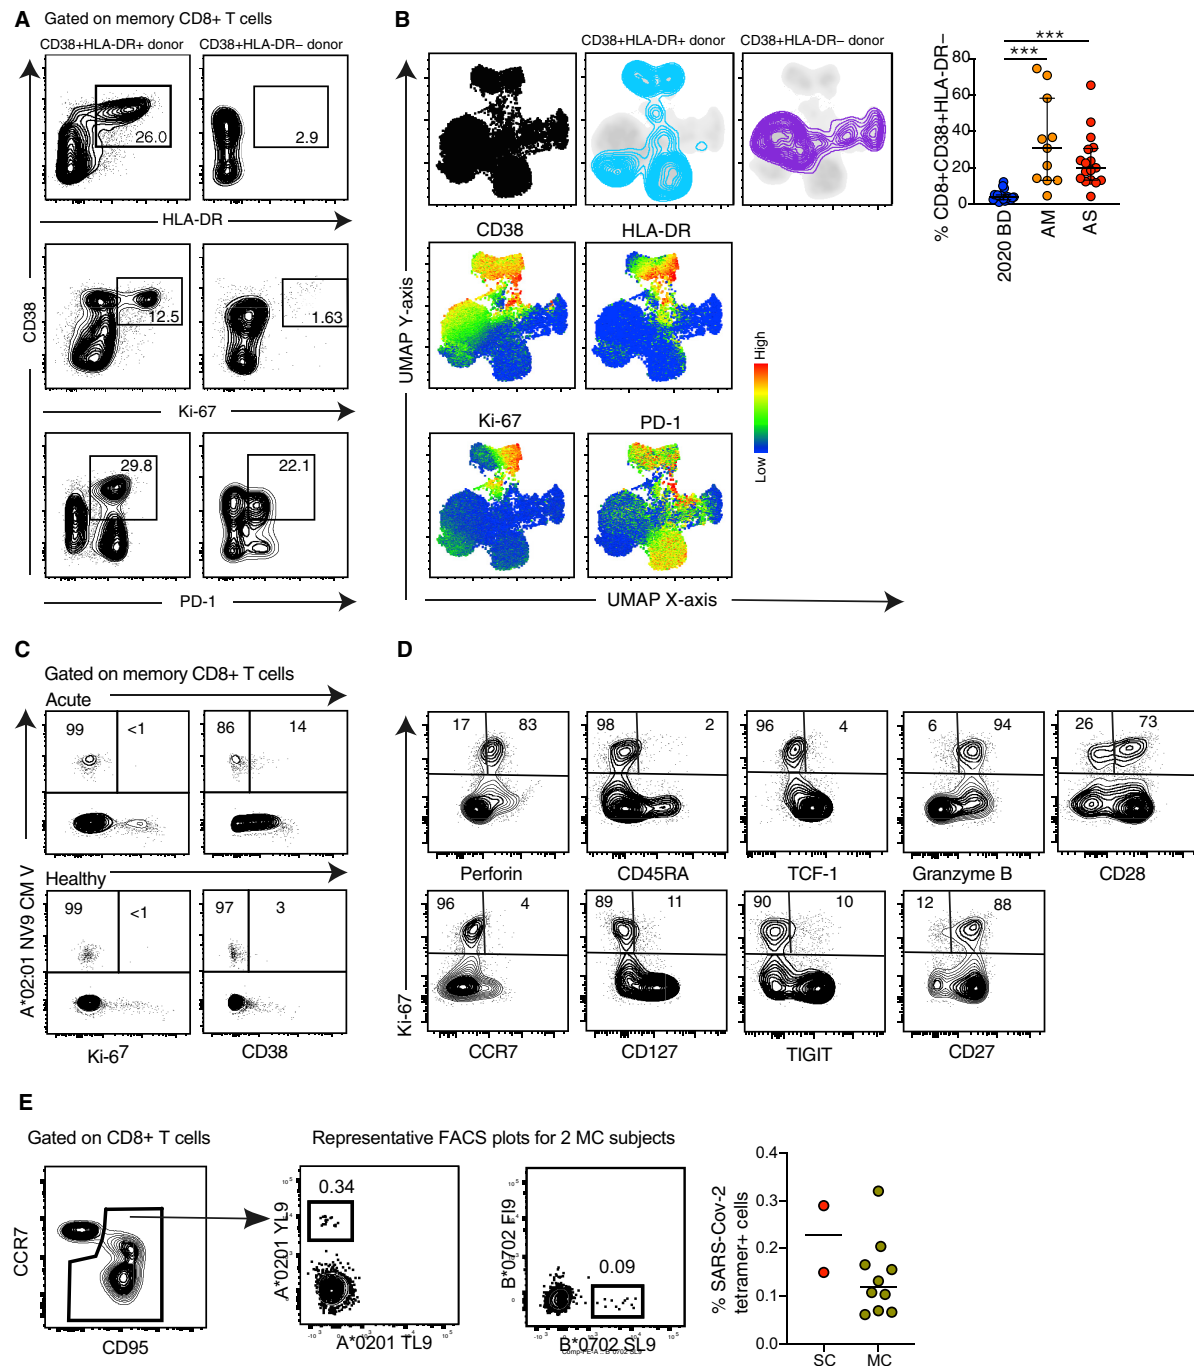 A
Gated on memory CD8+ T cells
CD38+HLA-DR+ donor
CD38+HLA-DR− donor
26.0
2.9
HLA-DR
12.5
1.63
CD38
Ki-67
29.8
22.1
PD-1
B
CD38+HLA-DR+ donor
CD38+HLA-DR− donor
CD38
HLA-DR
Ki-67
PD-1
UMAP Y-axis
UMAP X-axis
High
Low
% CD8+CD38+HLA-DR−
80
60
40
20
0
***
***
2020 BD
AM
AS
C
Gated on memory CD8+ T cells
Acute
99
<1
86
14
Healthy
99
<1
97
3
A*02:01 NV9 CM V
Ki-67
CD38
D
17
83
98
2
96
4
6
94
26
73
Perforin
CD45RA
TCF-1
Granzyme B
CD28
96
4
89
11
90
10
12
88
Ki-67
CCR7
CD127
TIGIT
CD27
E
Gated on CD8+ T cells
Representative FACS plots for 2 MC subjects
CCR7
CD95
0.34
A*0201 YL9
A*0201 TL9
0.09
B*0702 FI9
B*0702 SL9
% SARS-Cov-2
tetramer+ cells
0.4
0.3
0.2
0.1
0.0
SC
MC